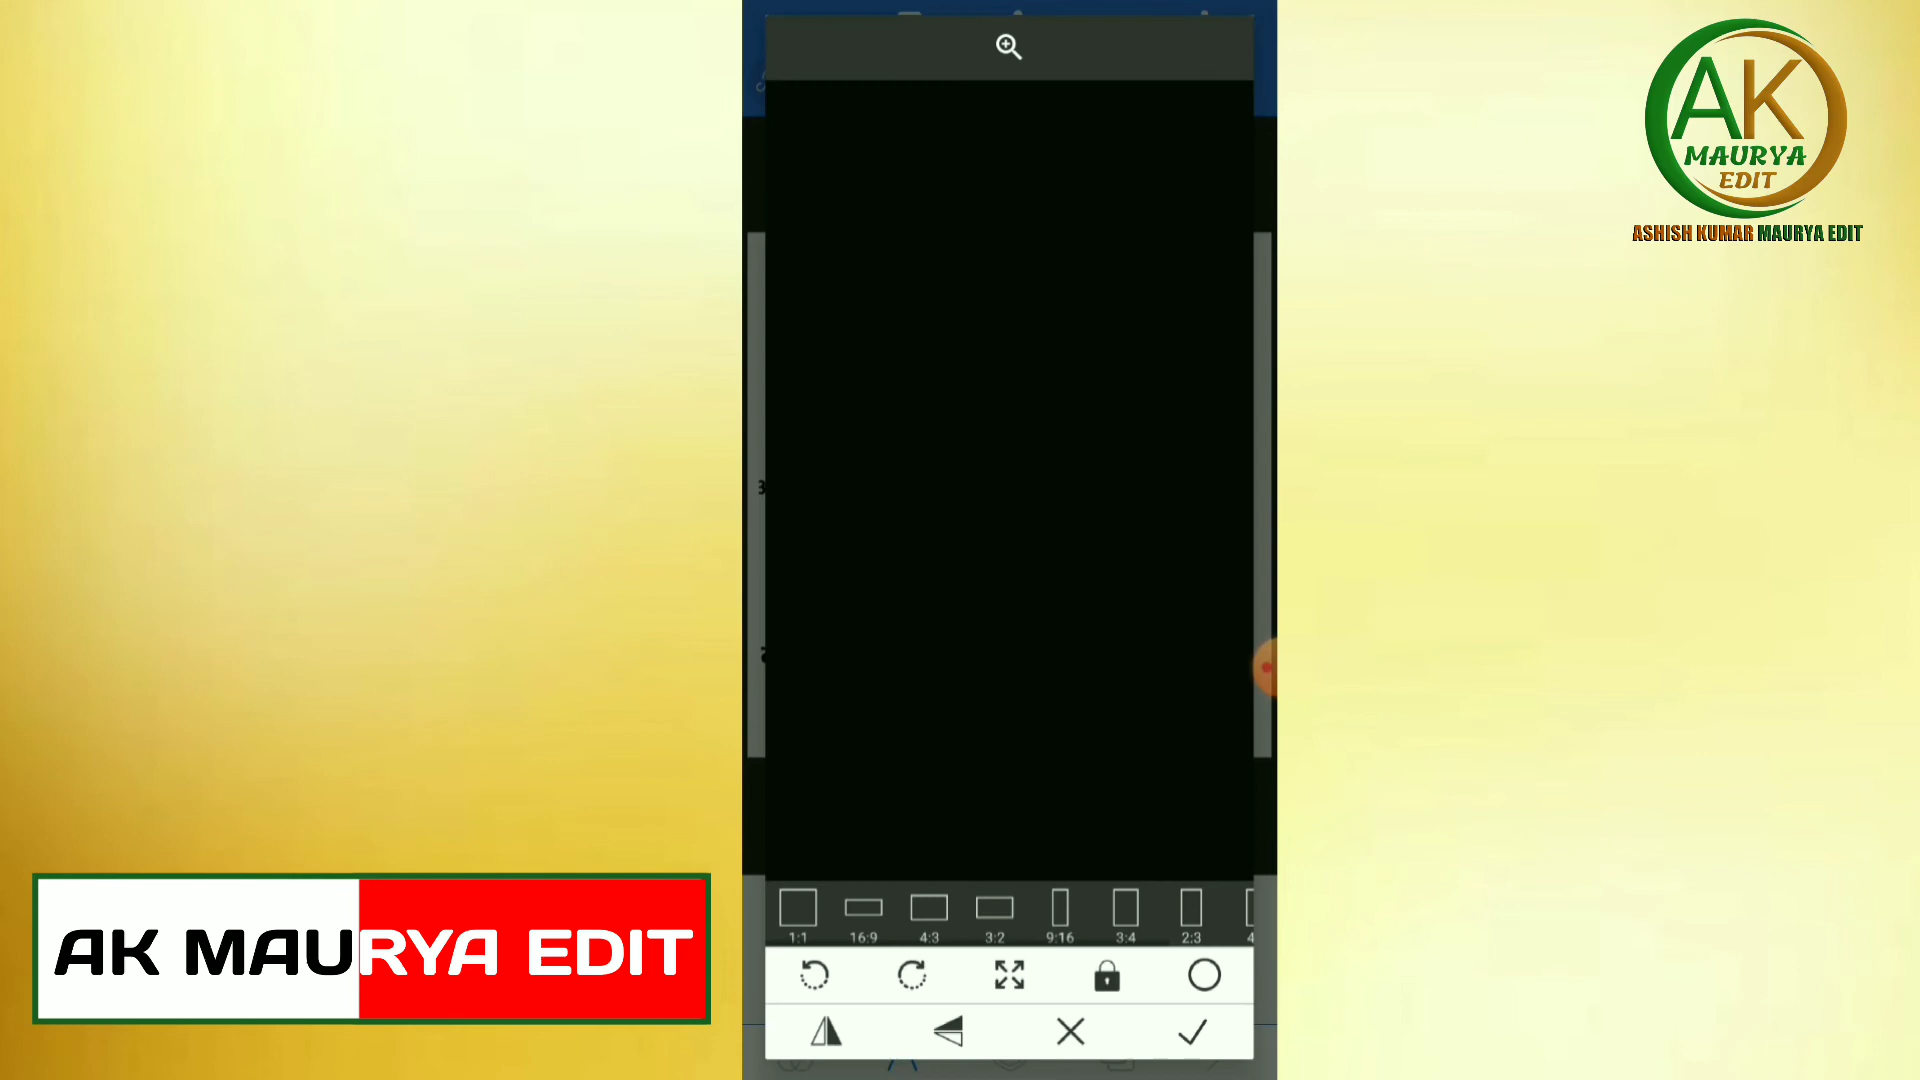 AK
MAURYA
EDIT
ASHISH KUMAR MAURYA EDIT
1:1 16:9 4:3 3:2 9:16 3:4 2:3
AK MAURYA EDIT